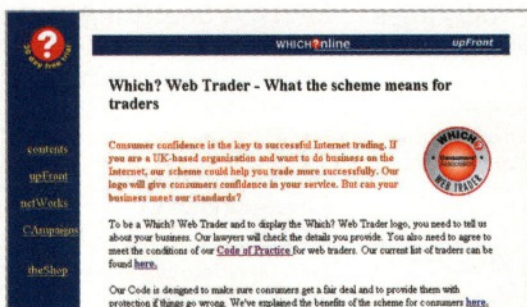 WHICH?nline
upFront
30 day free trial
Which? Web Trader - What the scheme means for
traders
contents
upFront
netWorks
CAmpaigns
theShop
Consumer confidence is the key to successful Internet trading. If
you are a UK-based organisation and want to do business on the
Internet, our scheme could help you trade more successfully. Our
logo will give consumers confidence in your service. But can your
business meet our standards?
WHICH?
WEB TRADER
To be a Which? Web Trader and to display the Which? Web Trader logo, you need to tell us
about your business. Our lawyers will check the details you provide. You also need to agree to
meet the conditions of our Code of Practice for web traders. Our current list of traders can be
found here.
Our Code is designed to make sure consumers get a fair deal and to provide them with
protection if things go wrong. We've explained the benefits of the scheme for consumers here.